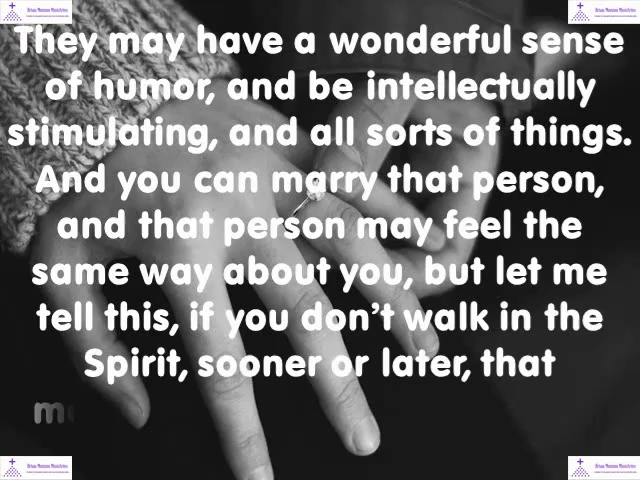 They may have a wonderful sense
of humor, and be intellectually
stimulating, and all sorts of things.
And you can marry that person,
and that person may feel the
same way about you, but let me
tell this, if you don't walk in the
Spirit, sooner or later, that